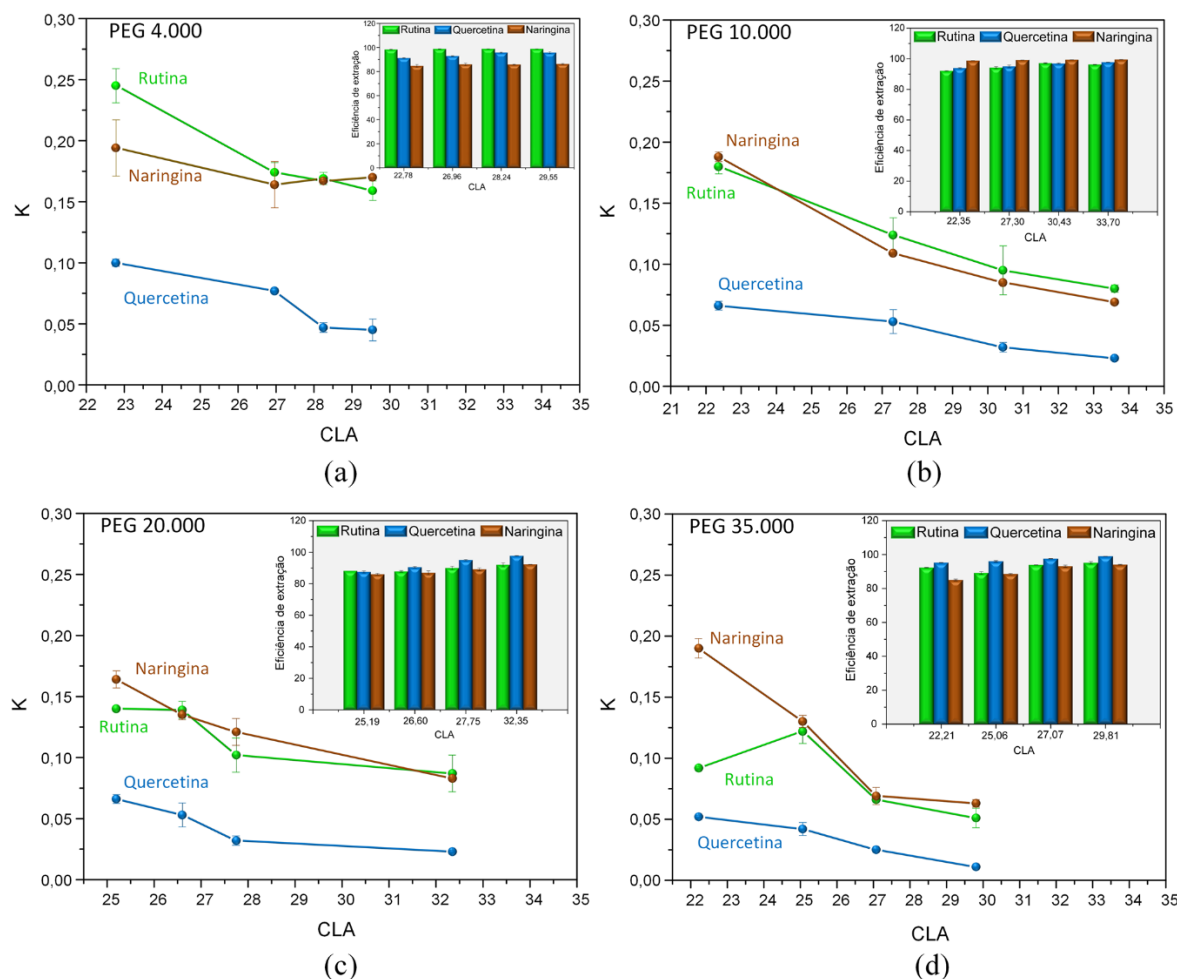 PEG 4.000
0,30
0,25
0,20
0,15
0,10
0,05
0,00
K
Rutina
Naringina
Quercetina
22 23 24 25 26 27 28 29 30 31 32 33 34 35
CLA
Rutina Quercetina Naringina
Eficiência de extração
120
100
80
60
40
20
0
22,78 26,96 28,24 29,55
CLA
(a)
PEG 10.000
0,30
0,25
0,20
0,15
0,10
0,05
0,00
K
Naringina
Rutina
Quercetina
21 22 23 24 25 26 27 28 29 30 31 32 33 34 35
CLA
Rutina Quercetina Naringina
Eficiência de extração
120
100
80
60
40
20
0
22,35 27,30 30,43 33,70
CLA
(b)
PEG 20.000
0,30
0,25
0,20
0,15
0,10
0,05
0,00
K
Naringina
Rutina
Quercetina
25 26 27 28 29 30 31 32 33 34 35
CLA
Rutina Quercetina Naringina
Eficiência de extração
120
100
80
60
40
20
0
25,19 26,60 27,75 32,35
CLA
(c)
PEG 35.000
0,30
0,25
0,20
0,15
0,10
0,05
0,00
K
Naringina
Rutina
Quercetina
22 23 24 25 26 27 28 29 30 31 32 33 34 35
CLA
Rutina Quercetina Naringina
Eficiência de extração
120
100
80
60
40
20
0
22,21 25,06 27,07 29,81
CLA
(d)